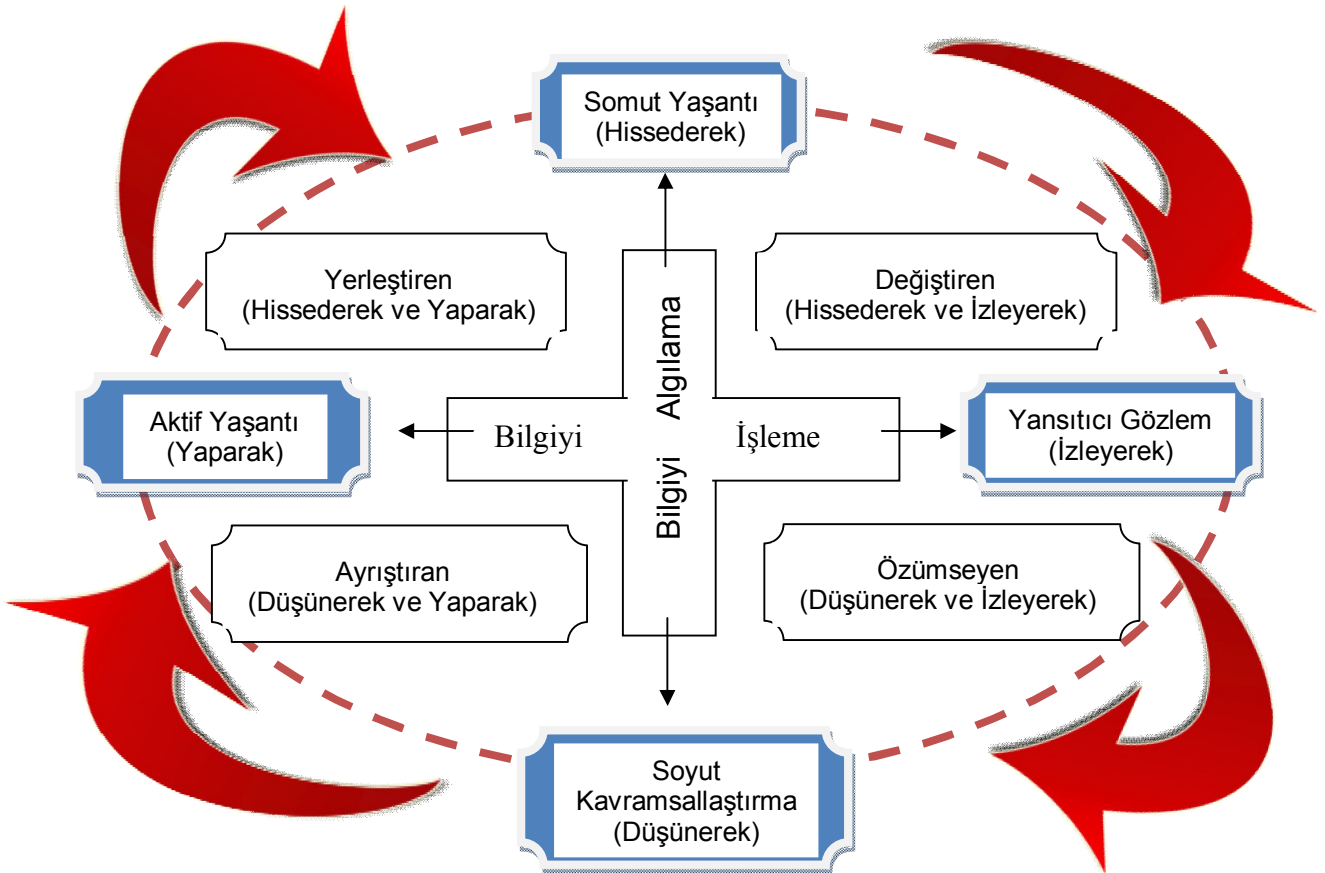 Somut Yaşantı
(Hissederek)
Yerleştiren
(Hissederek ve Yaparak)
Değiştiren
(Hissederek ve İzleyerek)
Aktif Yaşantı
(Yaparak)
Bilgiyi İşleme
Bilgiyi Algılama
Yansıtıcı Gözlem
(İzleyerek)
Ayrıştıran
(Düşünerek ve Yaparak)
Özümseyen
(Düşünerek ve İzleyerek)
Soyut
Kavramsallaştırma
(Düşünerek)